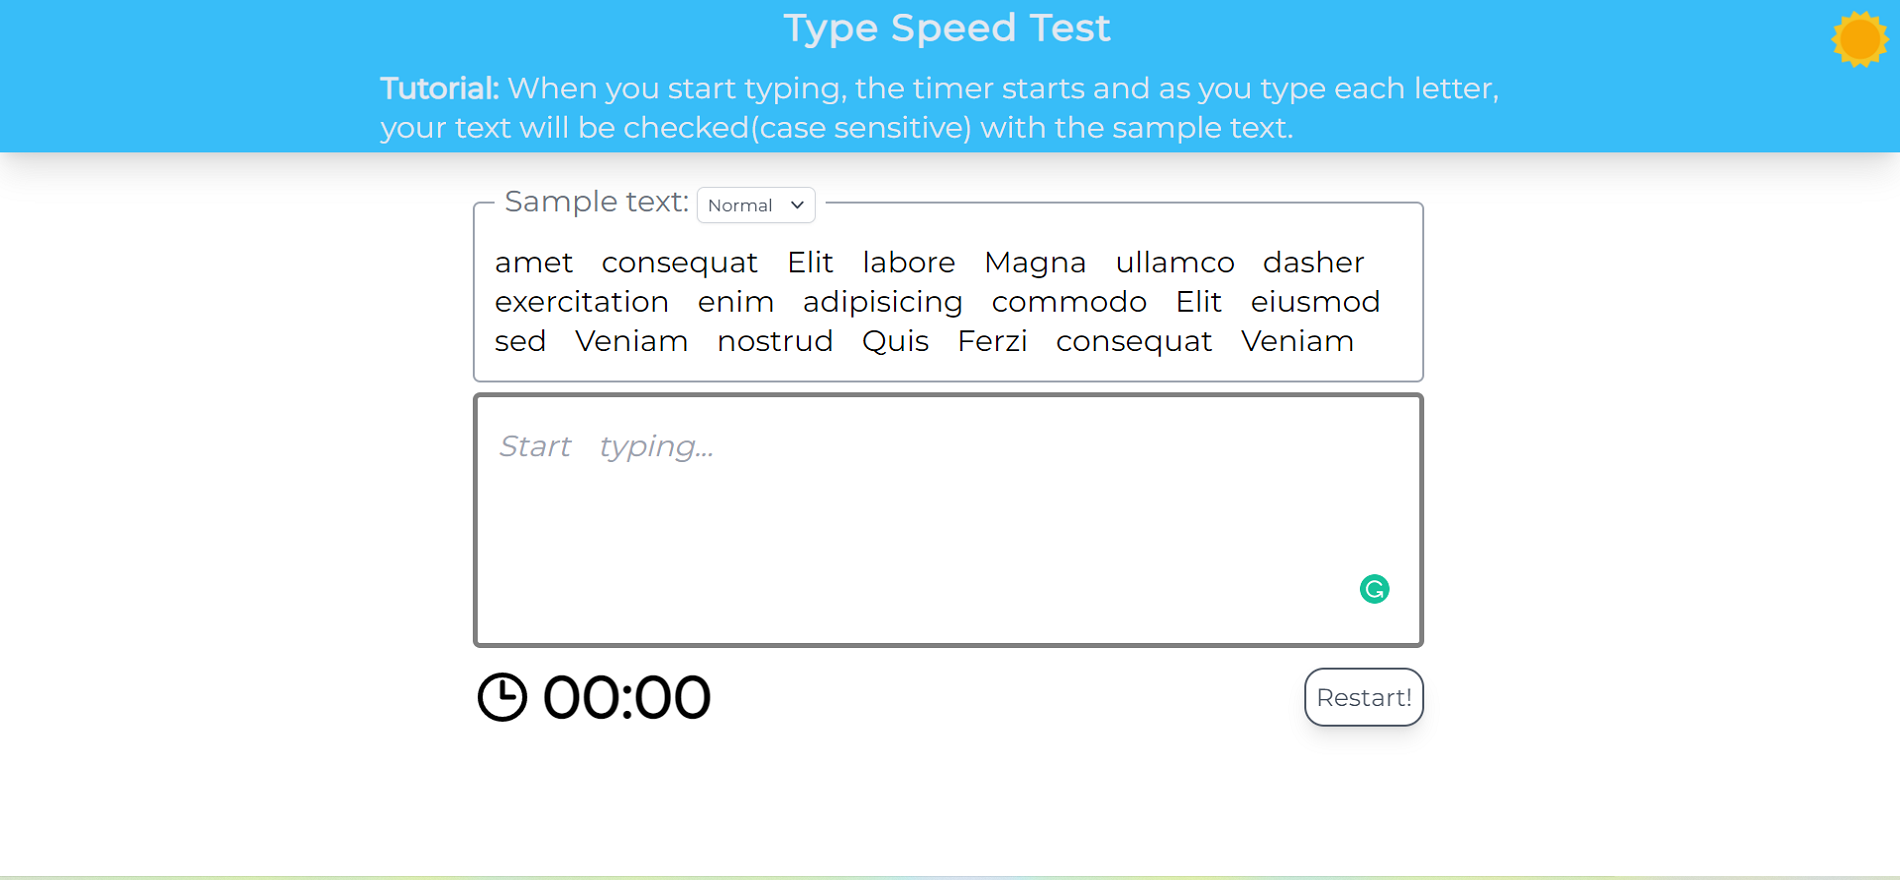 Type Speed Test
Tutorial: When you start typing, the timer starts and as you type each letter,
your text will be checked(case sensitive) with the sample text.
Sample text: Normal
amet consequat Elit labore Magna ullamco dasher
exercitation enim adipisicing commodo Elit eiusmod
sed Veniam nostrud Quis Ferzi consequat Veniam
Start typing...
00:00
Restart!